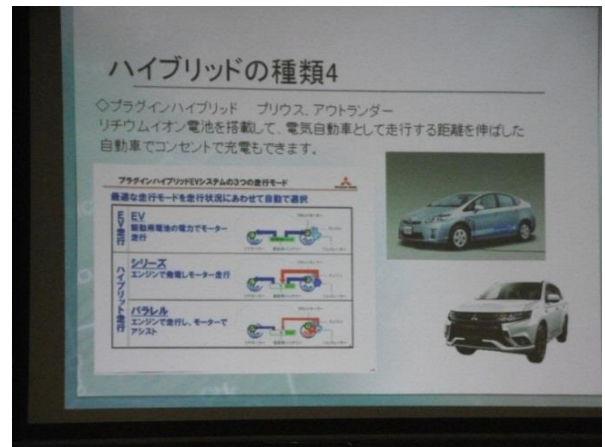 ハイブリッドの種類4
◇プラグインハイブリッド プリウス、アウトランダー
リチウムイオン電池を搭載して、電気自動車として走行する距離を伸ばした
自動車でコンセントで充電もできます。
プラグインハイブリッドEVシステムの3つの走行モード
最適な走行モードを走行状況にあわせて自動で選択
EV走行
EV
駆動用電池の電力でモーター
走行
ハイブリット走行
シリーズ
エンジンで発電しモーター走行
パラレル
エンジンで走行し、モーターで
アシスト